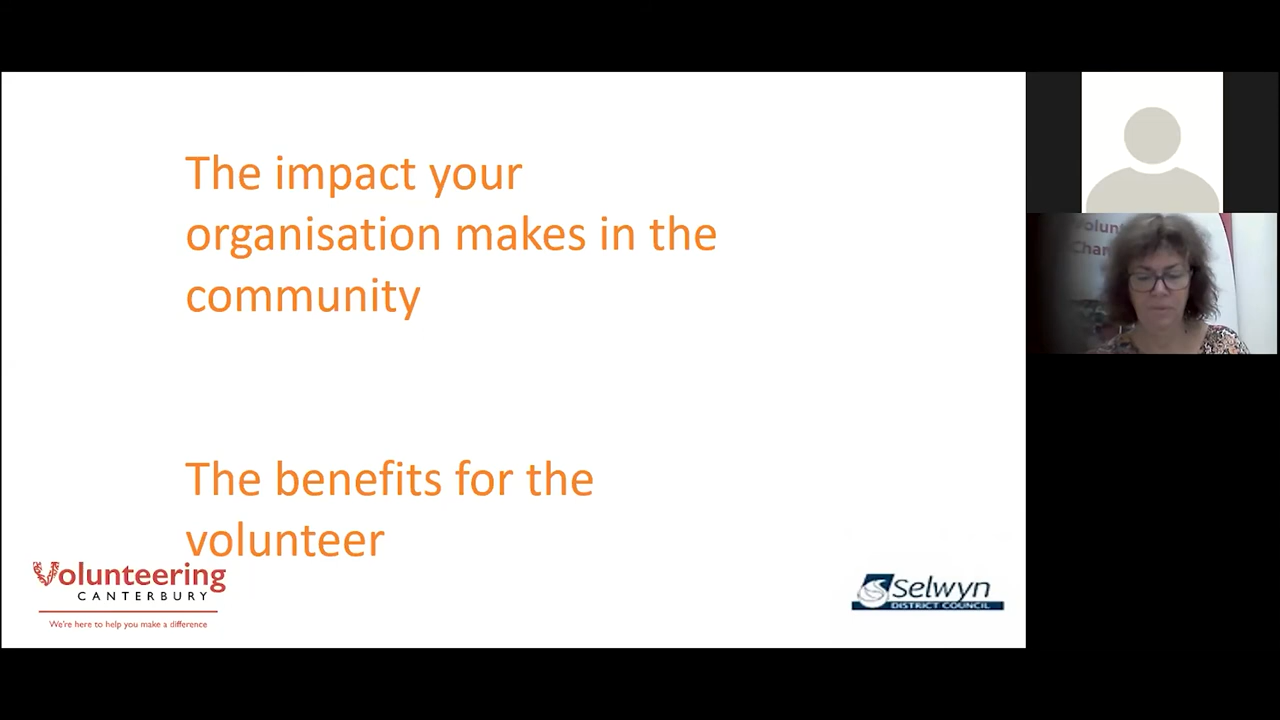 The impact your
organisation makes in the
community
The benefits for the
volunteer
Volunteering
CANTERBURY
We're here to help you make a difference
Selwyn
DISTRICT COUNCIL